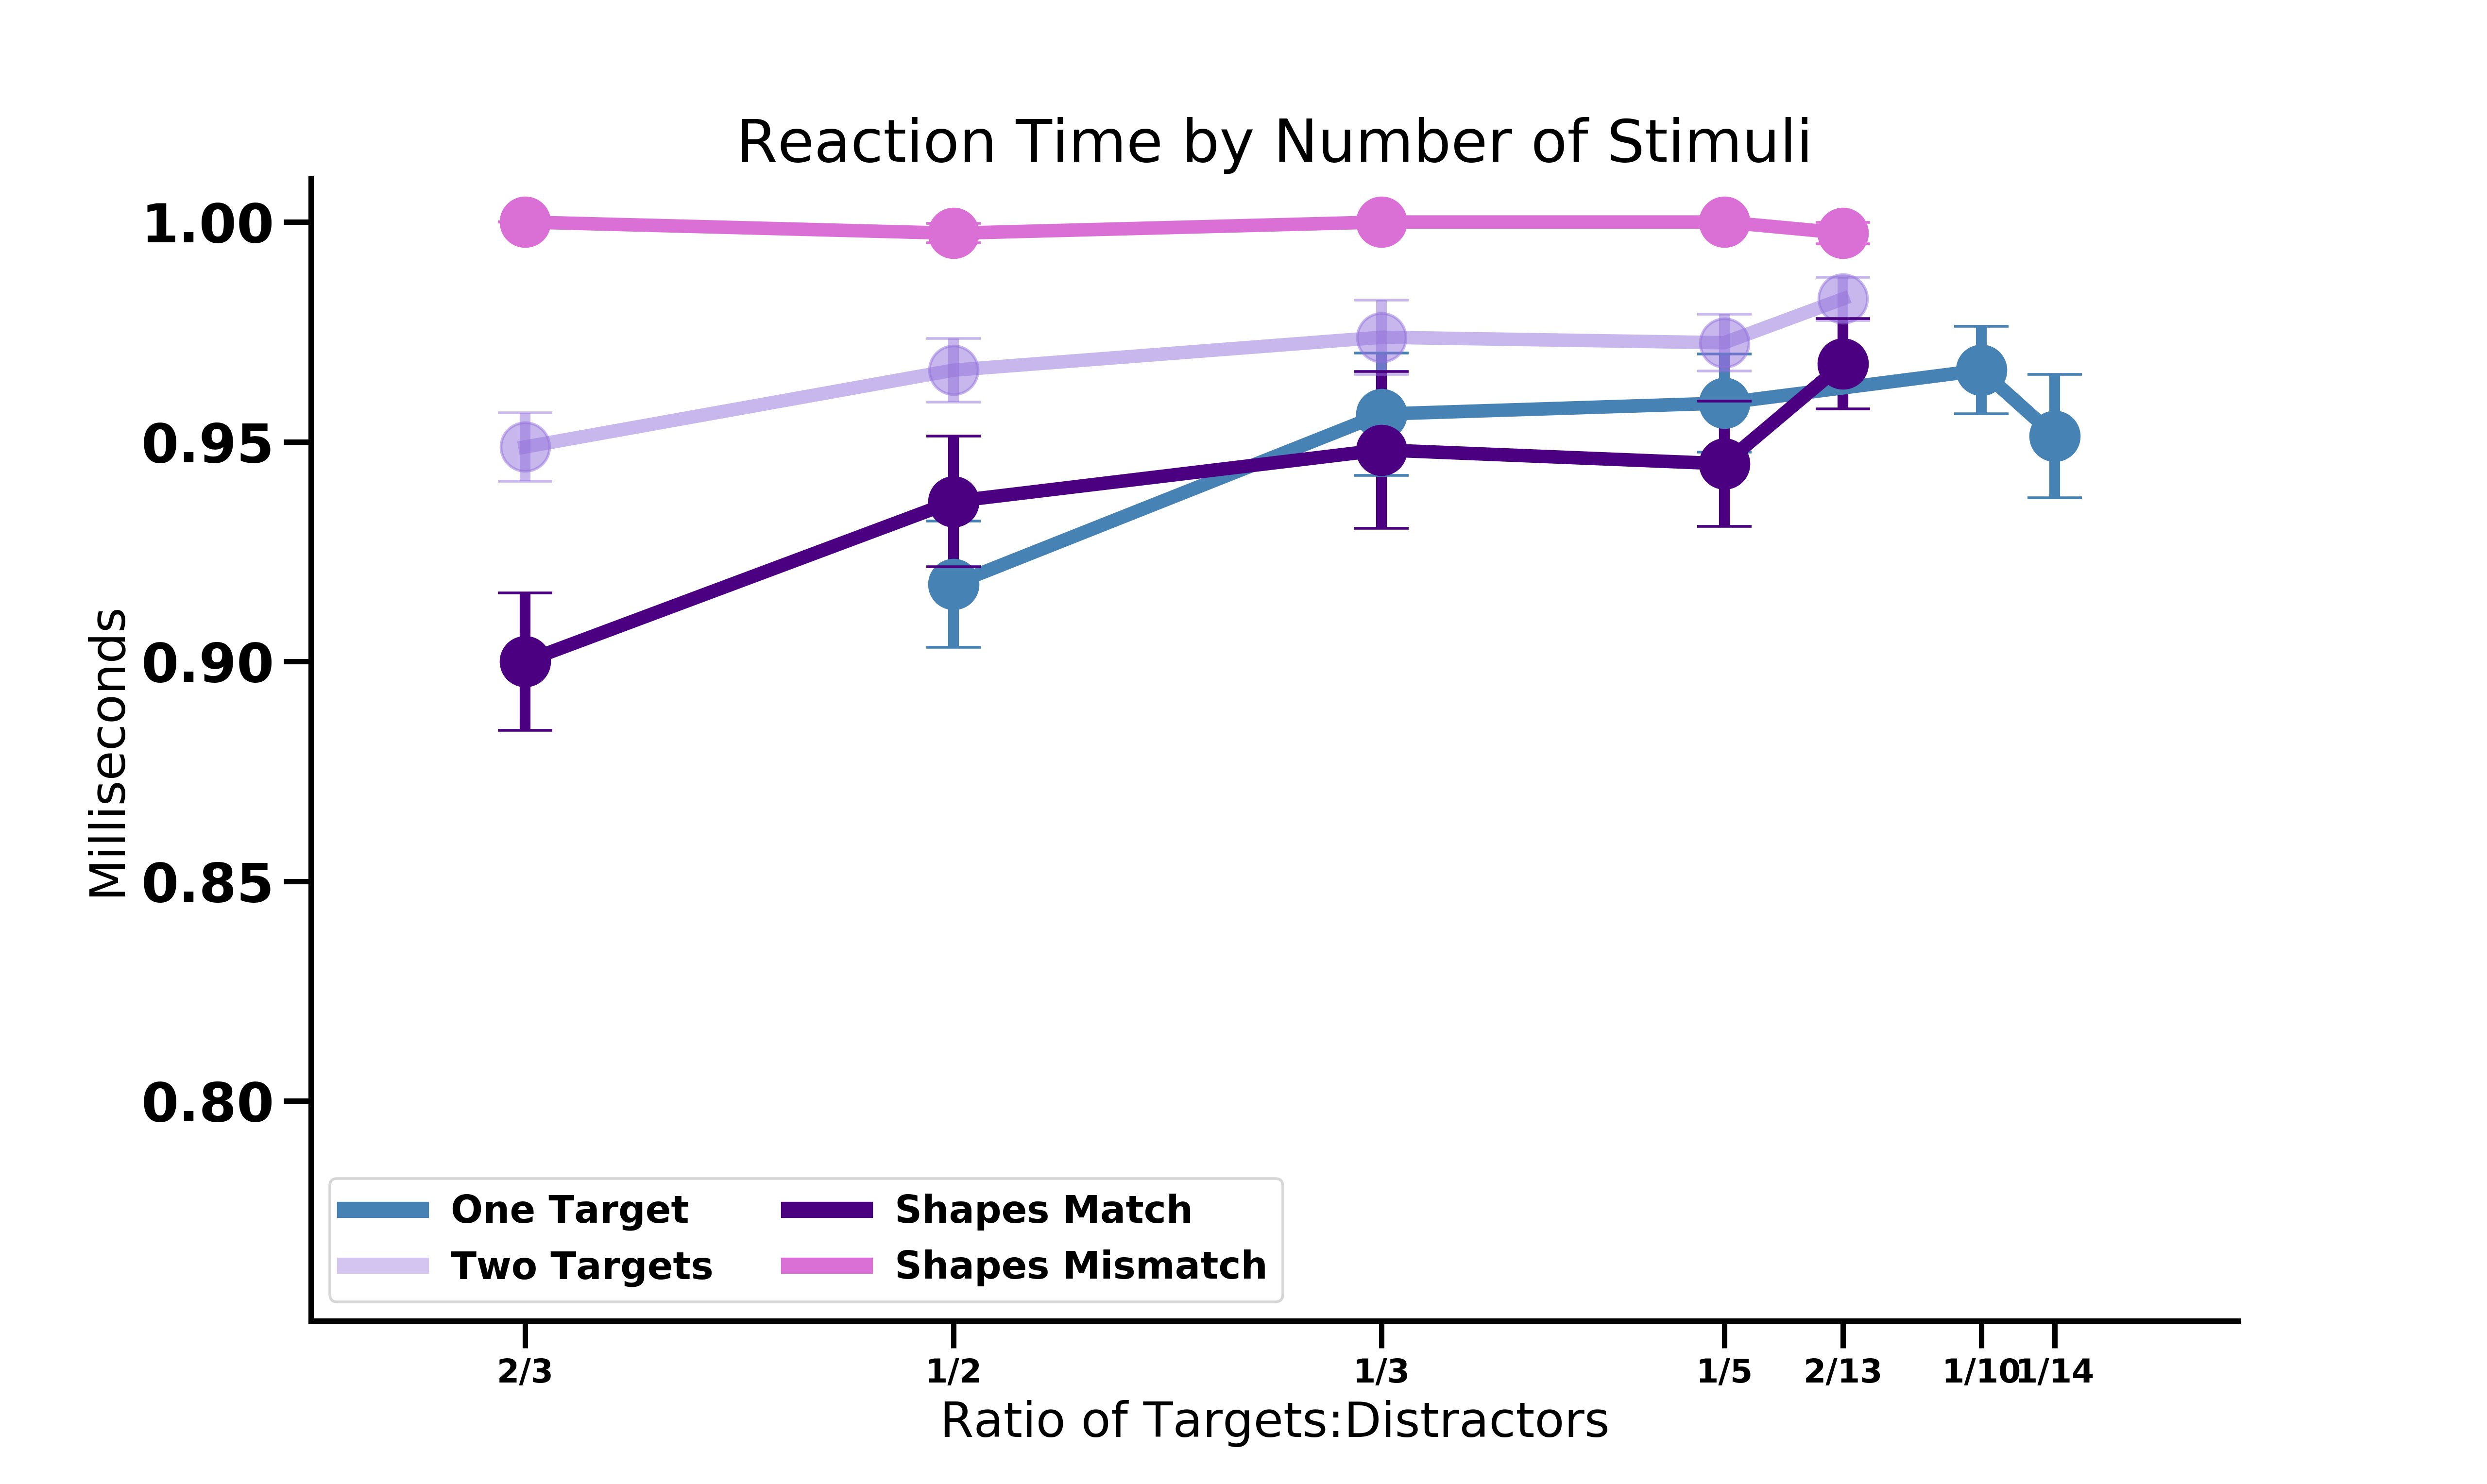 Reaction Time by Number of Stimuli
Milliseconds
1.00
0.95
0.90
0.85
0.80
One Target
Two Targets
Shapes Match
Shapes Mismatch
2/3 1/2 1/3 1/5 2/13 1/10 1/14
Ratio of Targets:Distractors